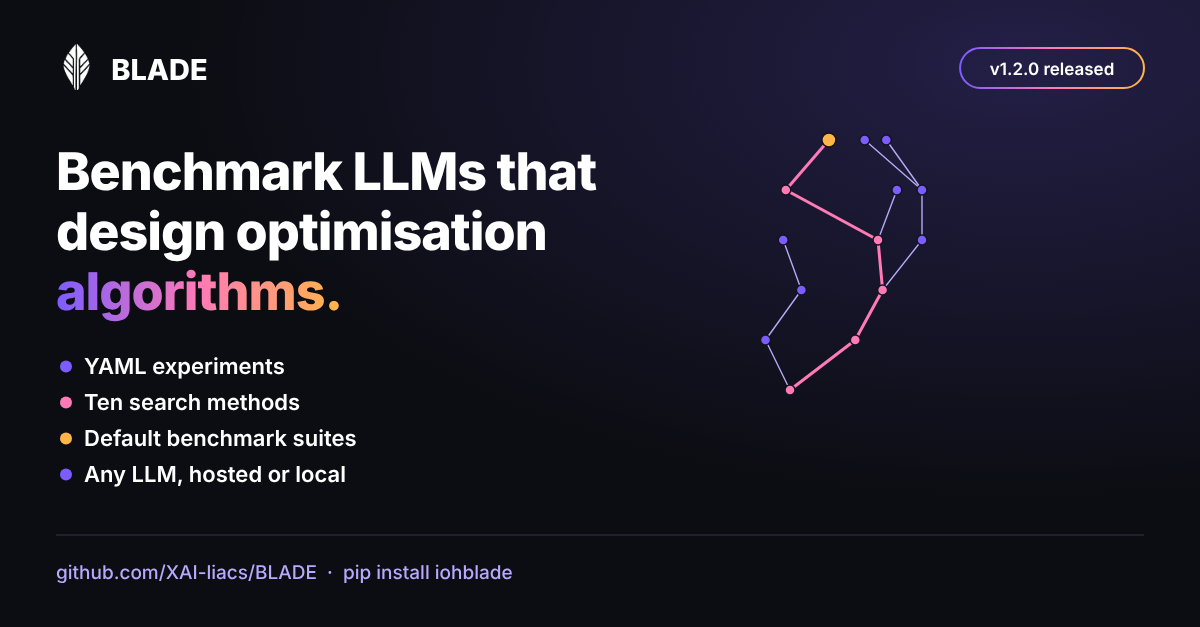 BLADE
v1.2.0 released
Benchmark LLMs that
design optimisation
algorithms.
YAML experiments
Ten search methods
Default benchmark suites
Any LLM, hosted or local
github.com/XAI-liacs/BLADE · pip install iohblade